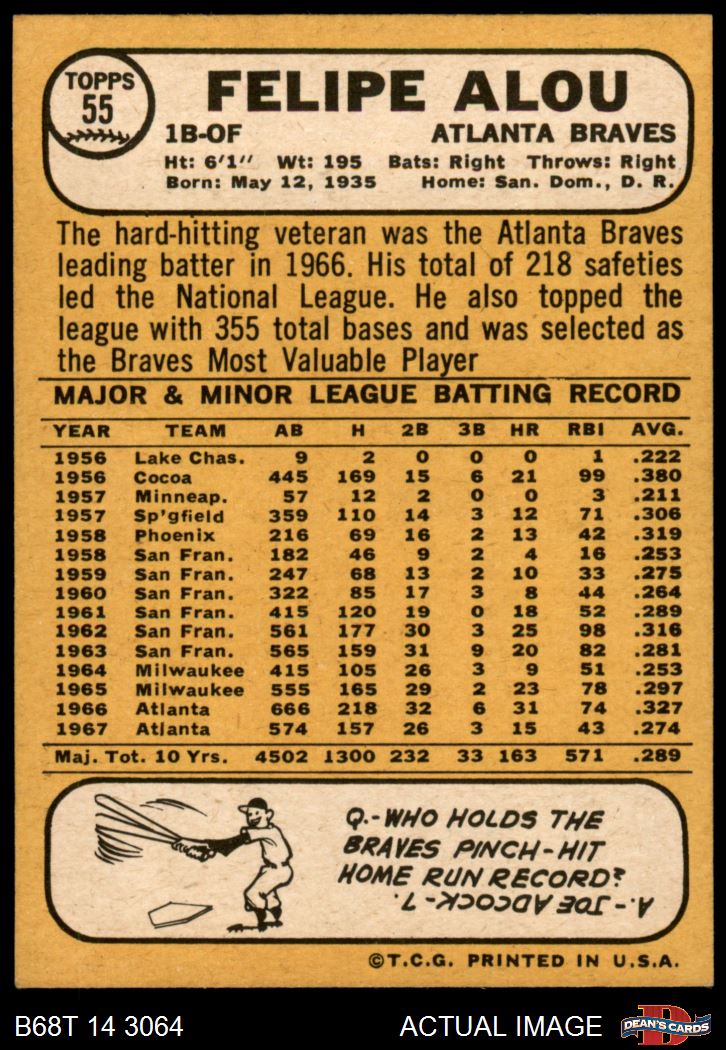 TOPPS
55
FELIPE ALOU
1B-OF ATLANTA BRAVES
Ht: 6'1" Wt: 195 Bats: Right Throws: Right
Born: May 12, 1935 Home: San. Dom., D. R.
The hard-hitting veteran was the Atlanta Braves
leading batter in 1966. His total of 218 safeties
led the National League. He also topped the
league with 355 total bases and was selected as
the Braves Most Valuable Player
MAJOR & MINOR LEAGUE BATTING RECORD
YEAR TEAM AB H 2B 3B HR RBI AVG.
1956 Lake Chas. 9 2 0 0 0 1 .222
1956 Cocoa 445 169 15 6 21 99 .380
1957 Minneap. 57 12 2 0 0 3 .211
1957 Sp'gfield 359 110 14 3 12 71 .306
1958 Phoenix 216 69 16 2 13 42 .319
1958 San Fran. 182 46 9 2 4 16 .253
1959 San Fran. 247 68 13 2 10 33 .275
1960 San Fran. 322 85 17 3 8 44 .264
1961 San Fran. 415 120 19 0 18 52 .289
1962 San Fran. 561 177 30 3 25 98 .316
1963 San Fran. 565 159 31 9 20 82 .281
1964 Milwaukee 415 105 26 3 9 51 .253
1965 Milwaukee 555 165 29 2 23 78 .297
1966 Atlanta 666 218 32 6 31 74 .327
1967 Atlanta 574 157 26 3 15 43 .274
Maj. Tot. 10 Yrs. 4502 1300 232 33 163 571 .289
Q.-WHO HOLDS THE
BRAVES PINCH-HIT
HOME RUN RECORD?
A.-JOE ADCOCK-7.
©T.C.G. PRINTED IN U.S.A.
B68T 14 3064 ACTUAL IMAGE
D
DEAN'S CARDS